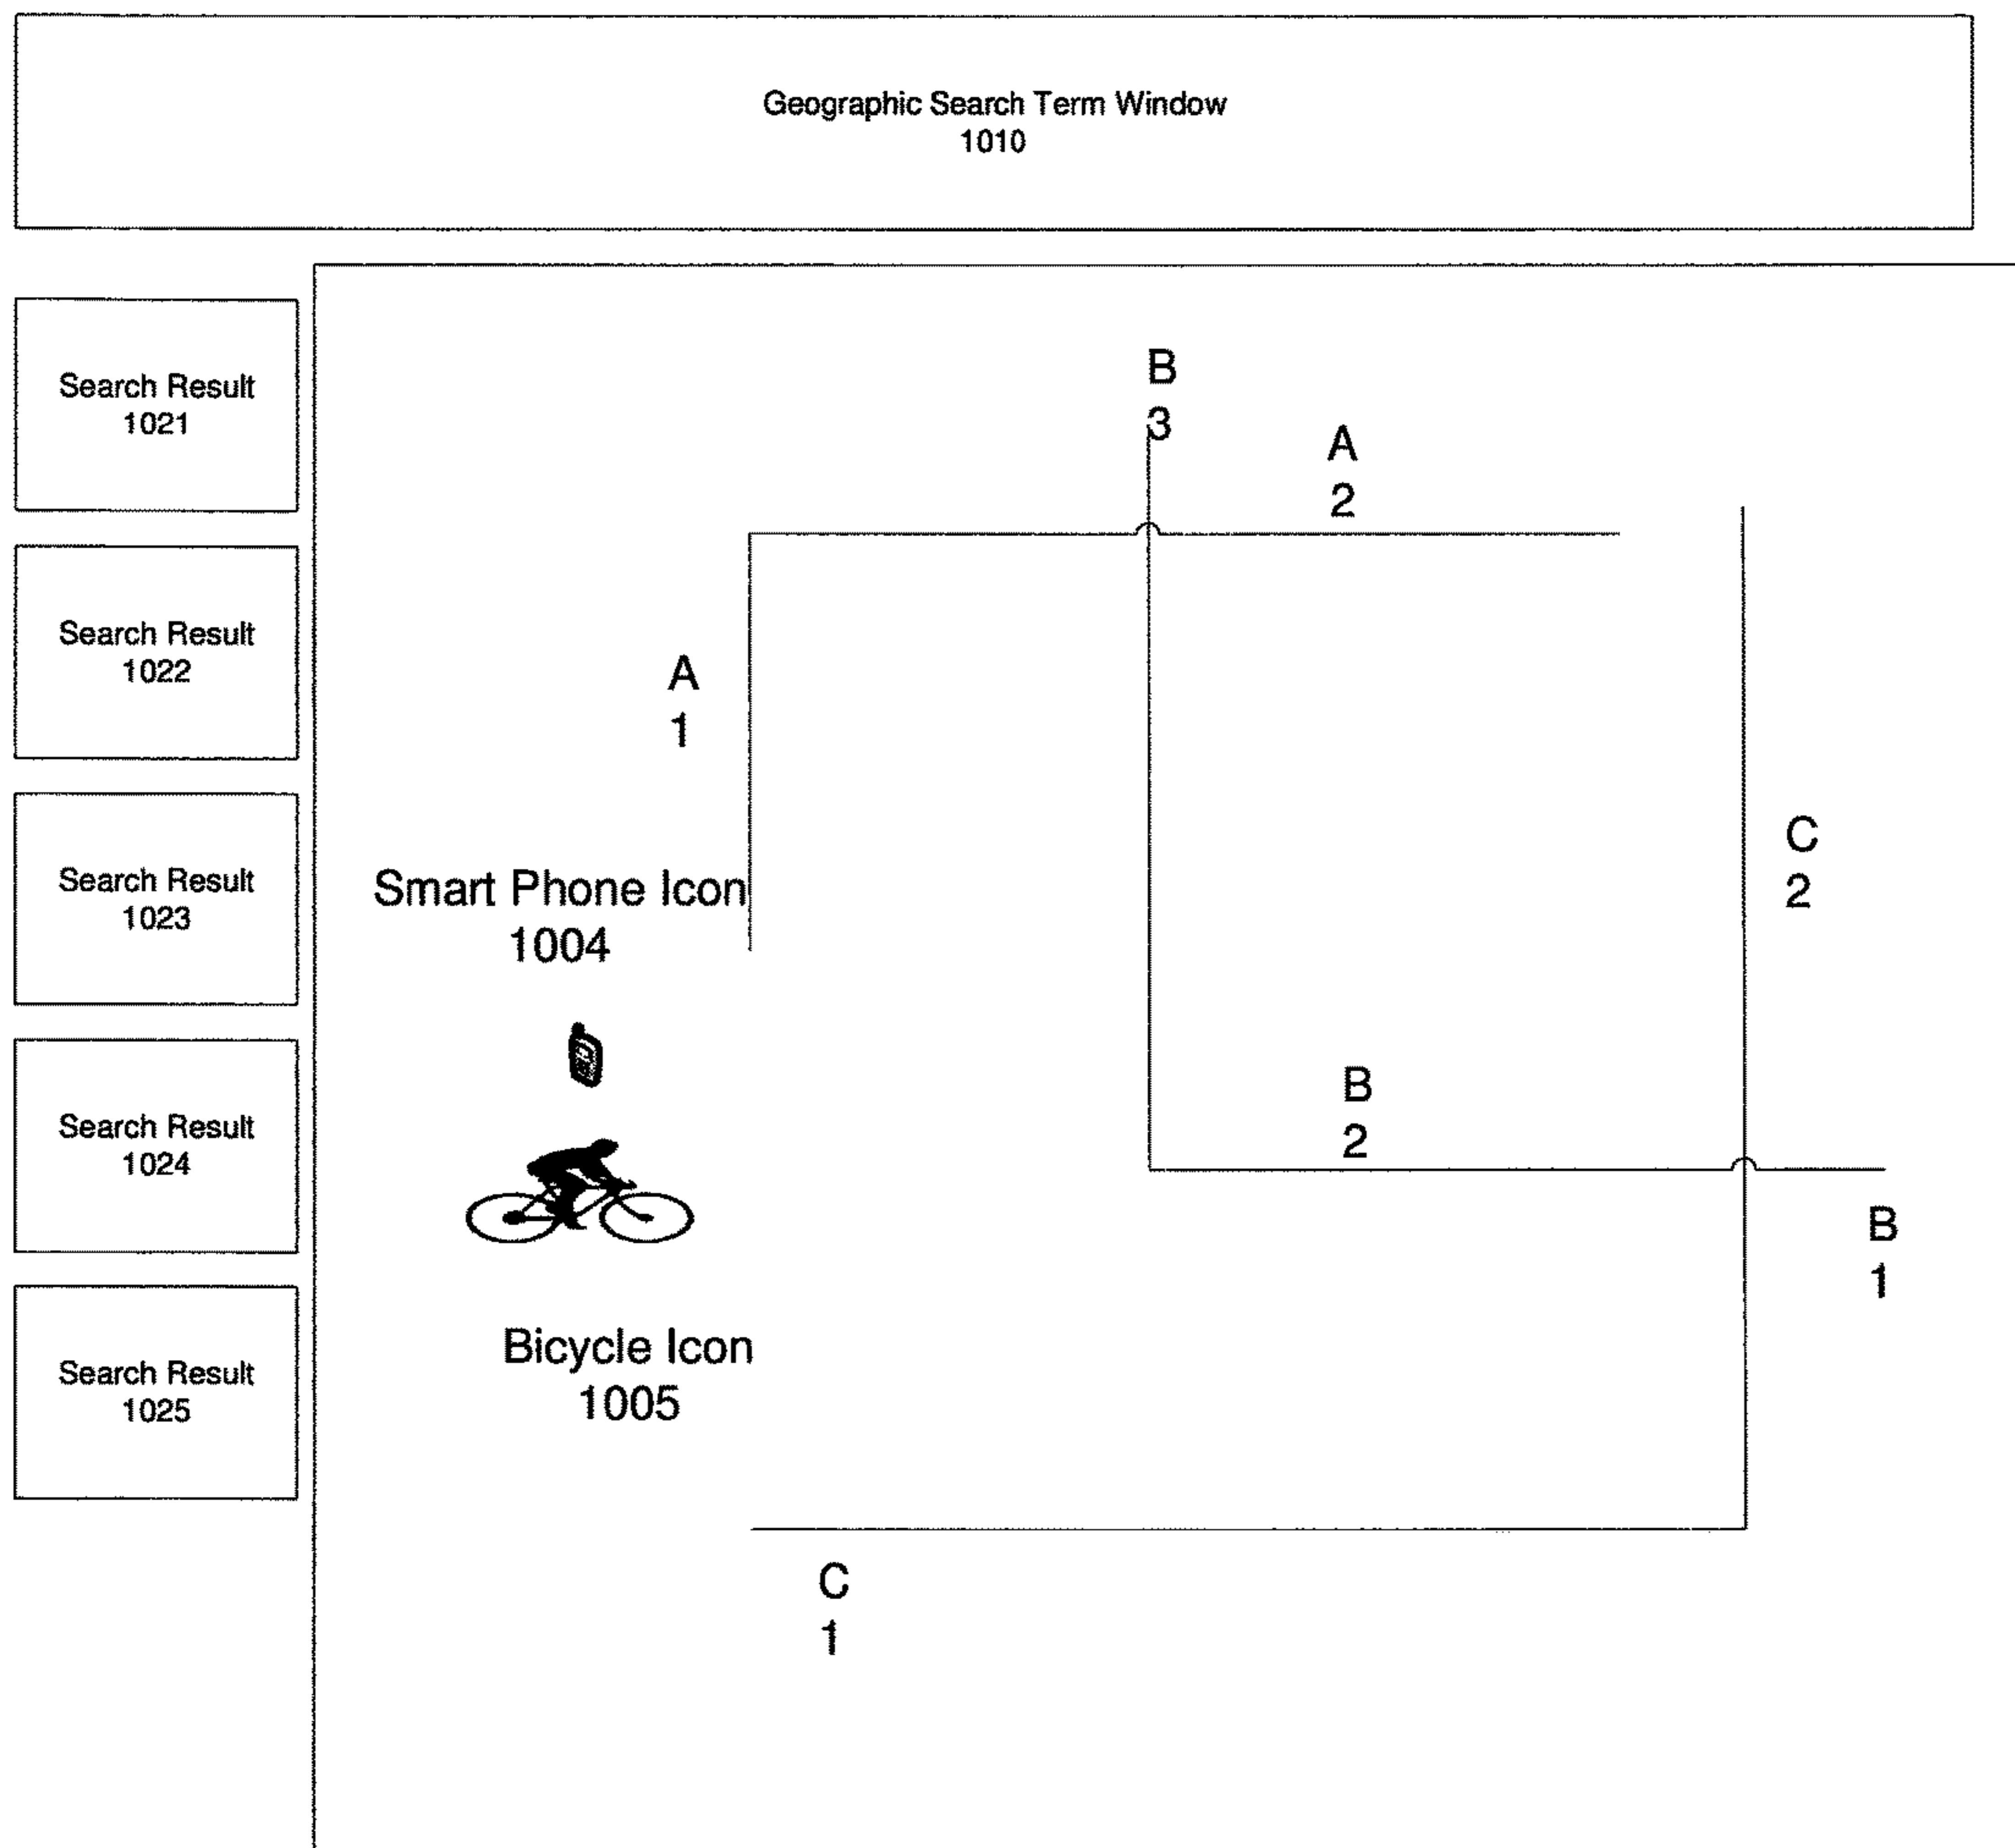 Geographic Search Term Window
1010
Search Result
1021
Search Result
1022
Search Result
1023
Search Result
1024
Search Result
1025
B
3
A
2
A
1
Smart Phone Icon
1004
C
2
B
2
B
1
Bicycle Icon
1005
C
1